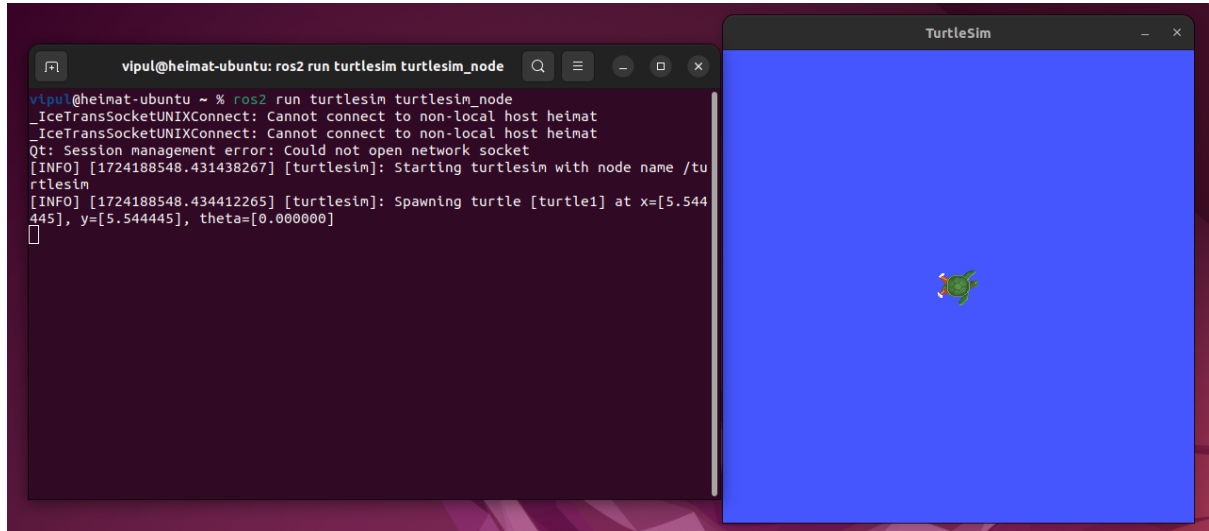 vipul@heimat-ubuntu: ros2 run turtlesim turtlesim_node
vipul@heimat-ubuntu ~ % ros2 run turtlesim turtlesim_node
_IceTransSocketUNIXConnect: Cannot connect to non-local host heimat
_IceTransSocketUNIXConnect: Cannot connect to non-local host heimat
Qt: Session management error: Could not open network socket
[INFO] [1724188548.431438267] [turtlesim]: Starting turtlesim with node name /tu
rtlesim
[INFO] [1724188548.434412265] [turtlesim]: Spawning turtle [turtle1] at x=[5.544
445], y=[5.544445], theta=[0.000000]
TurtleSim